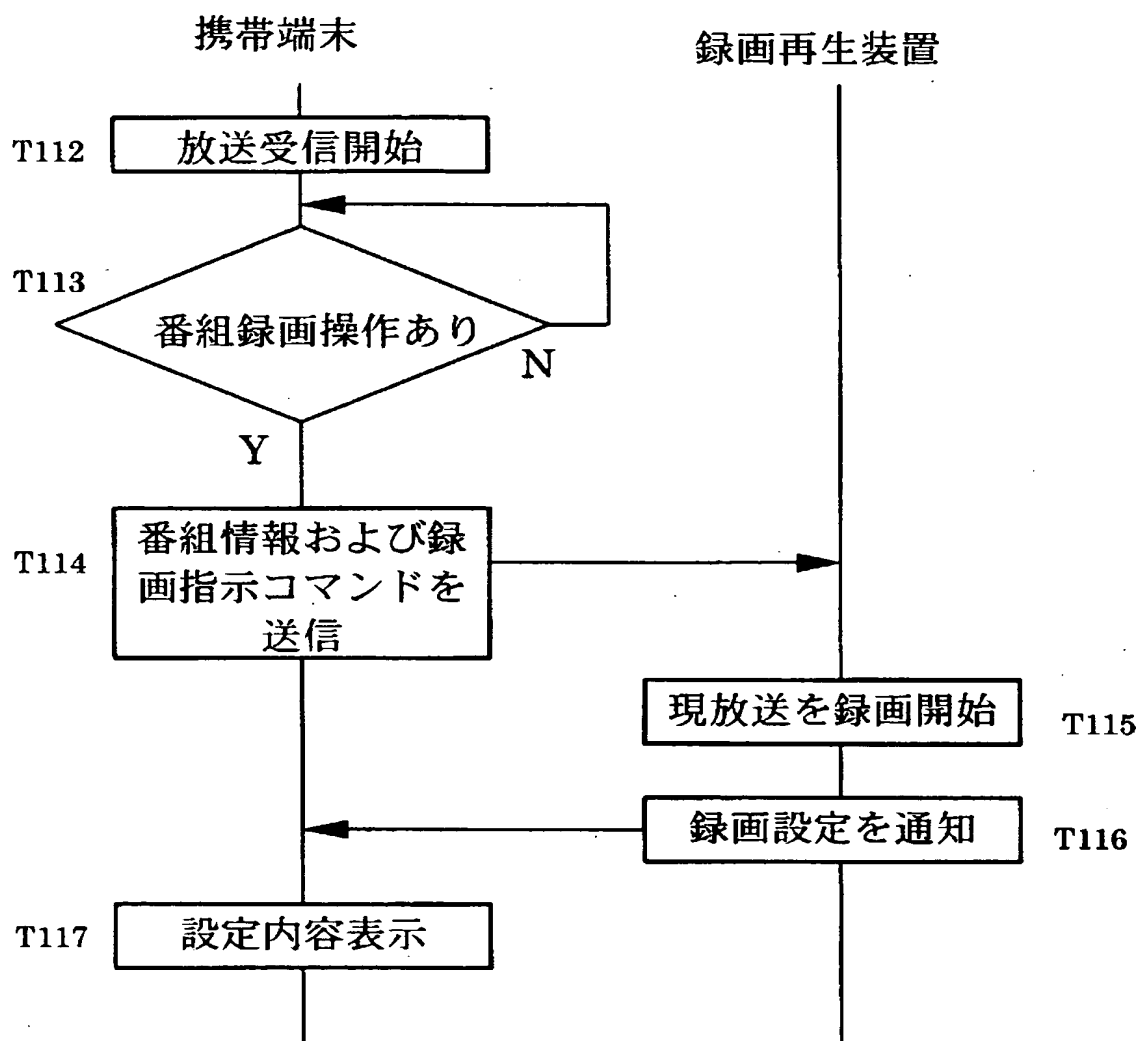 携帯端末
録画再生装置
T112
放送受信開始
T113
番組録画操作あり
N
Y
T114
番組情報および録
画指示コマンドを
送信
現放送を録画開始
T115
録画設定を通知
T116
T117
設定内容表示